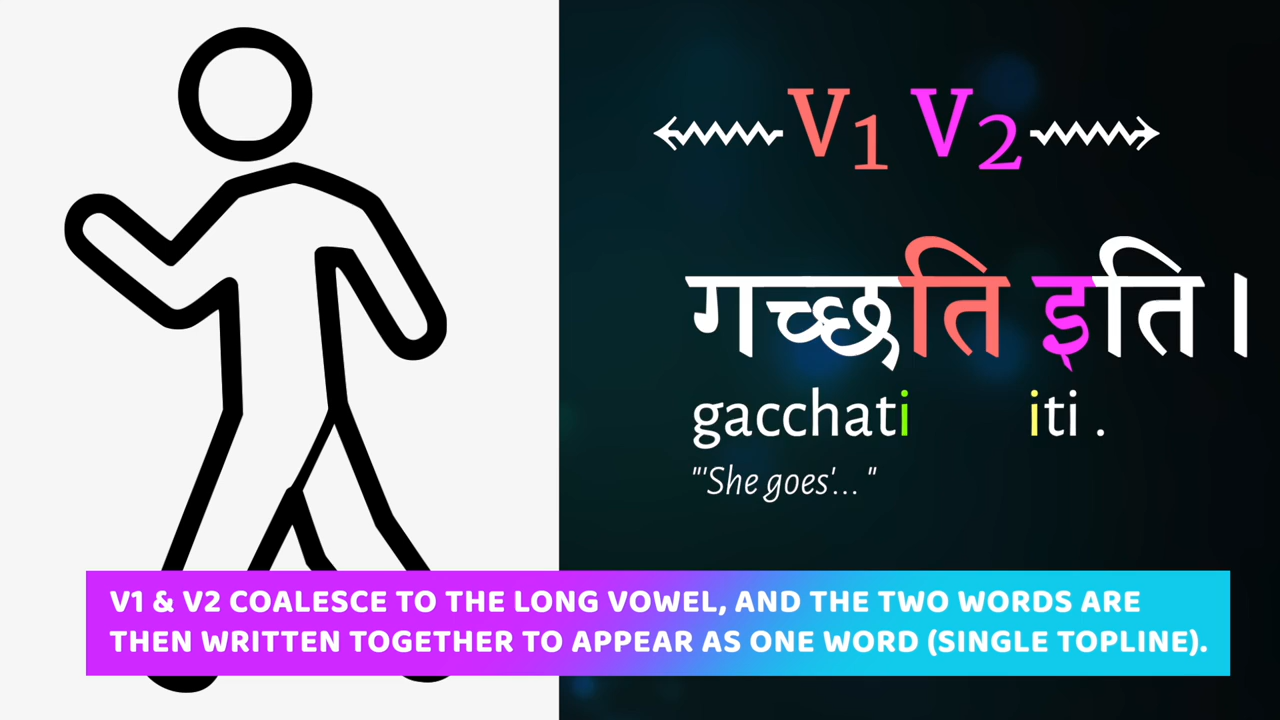 V1 V2
गच्छति इति ।
gacchati iti .
"'She goes'... "
V1 & V2 COALESCE TO THE LONG VOWEL, AND THE TWO WORDS ARE
THEN WRITTEN TOGETHER TO APPEAR AS ONE WORD (SINGLE TOPLINE).